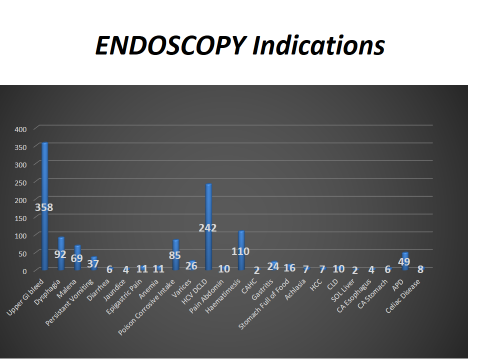 ENDOSCOPY Indications
400
350
300
250
200
150
100
50
0
358
92
69
37
6
4
11
11
85
26
242
10
110
2
24
16
7
7
10
2
4
6
49
8
Upper GI bleed
Dysphagia
Malena
Persistant Vomiting
Diarrhea
Jaundice
Epigastric Pain
Anemia
Poison Corrosive Intake
Varices
HCV DCLD
Pan Abdomen
Haematimesis
CAHC
Gastritis
Stomach Full of Food
Achlasia
HCC
CLD
SOL Liver
CA Esophagus
CA Stomach
APD
Celiac Disease